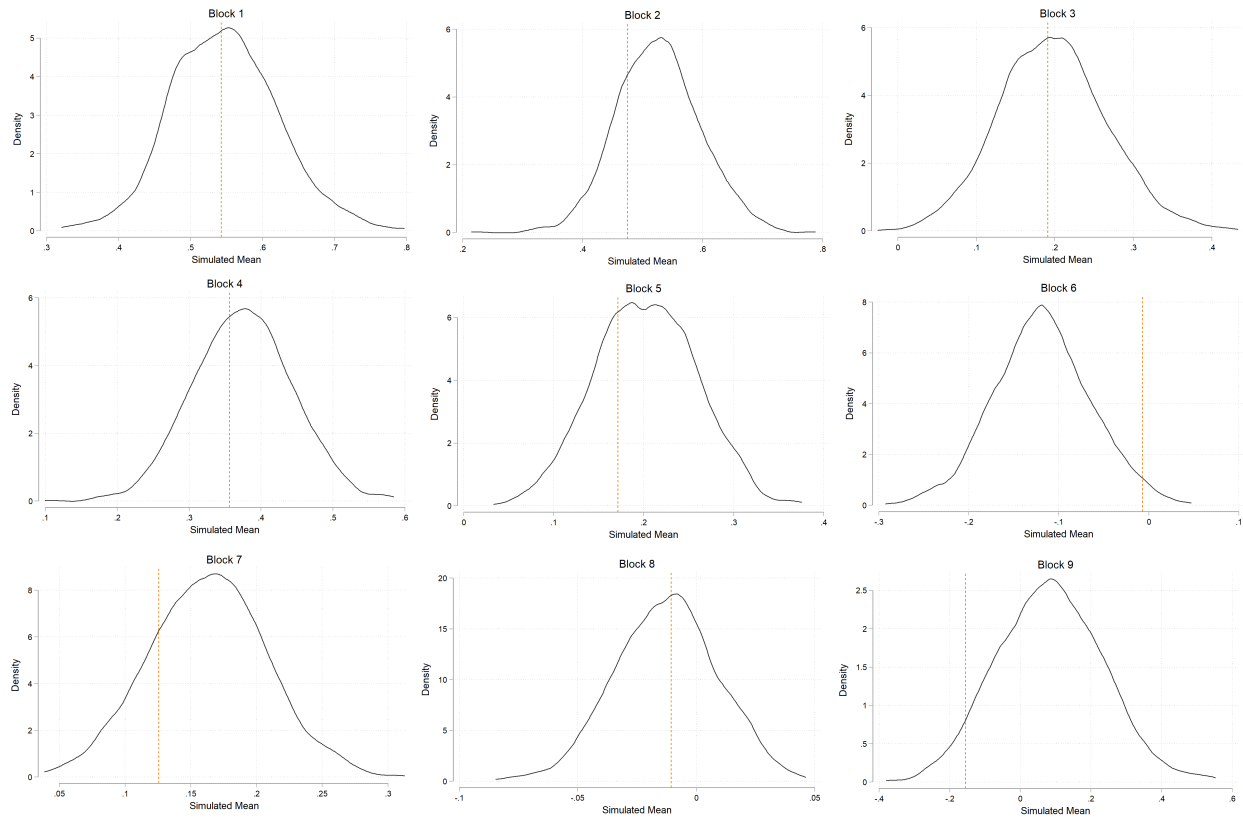 Block 1
5
4
3
2
1
0
Density
.3 .4 .5 .6 .7 .8
Simulated Mean
Block 2
6
4
2
0
Density
.2 .4 .6 .8
Simulated Mean
Block 3
6
4
2
0
Density
0 .1 .2 .3 .4
Simulated Mean
Block 4
6
4
2
0
Density
.1 .2 .3 .4 .5 .6
Simulated Mean
Block 5
6
4
2
0
Density
0 .1 .2 .3 .4
Simulated Mean
Block 6
8
6
4
2
0
Density
-.3 -.2 -.1 0 .1
Simulated Mean
Block 7
8
6
4
2
0
Density
.05 .1 .15 .2 .25 .3
Simulated Mean
Block 8
20
15
10
5
0
Density
-.1 -.05 0 .05
Simulated Mean
Block 9
2.5
2
1.5
1
.5
0
Density
-.4 -.2 0 .2 .4 .6
Simulated Mean